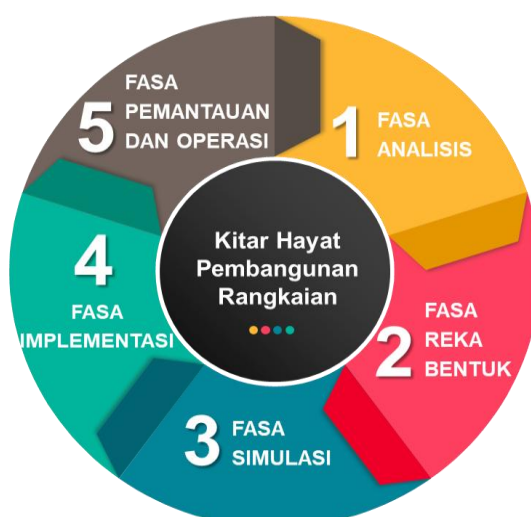 Kitar Hayat
Pembangunan
Rangkaian
1
FASA
ANALISIS
2
FASA
REKA
BENTUK
3
FASA
SIMULASI
4
FASA
IMPLEMENTASI
5
FASA
PEMANTAUAN
DAN OPERASI